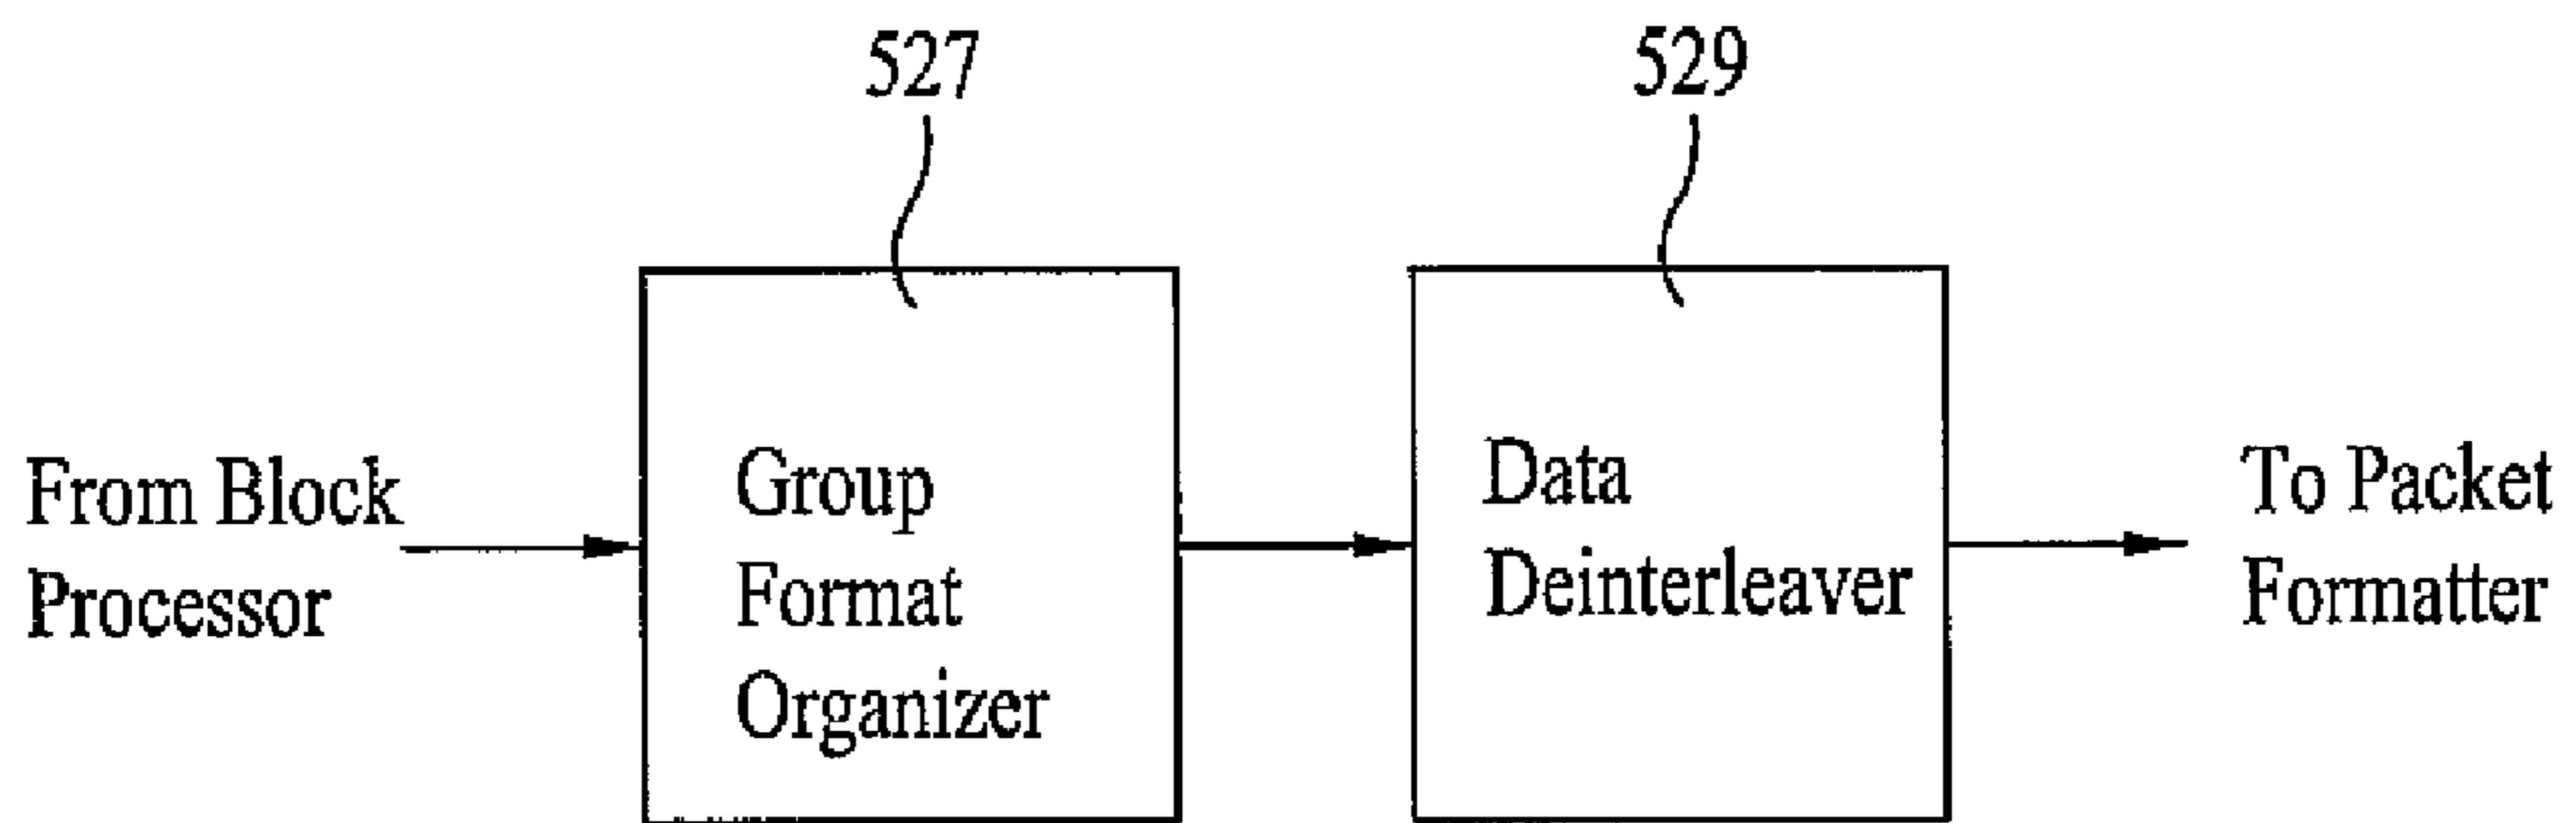 527
529
From Block
Processor
Group
Format
Organizer
Data
Deinterleaver
To Packet
Formatter